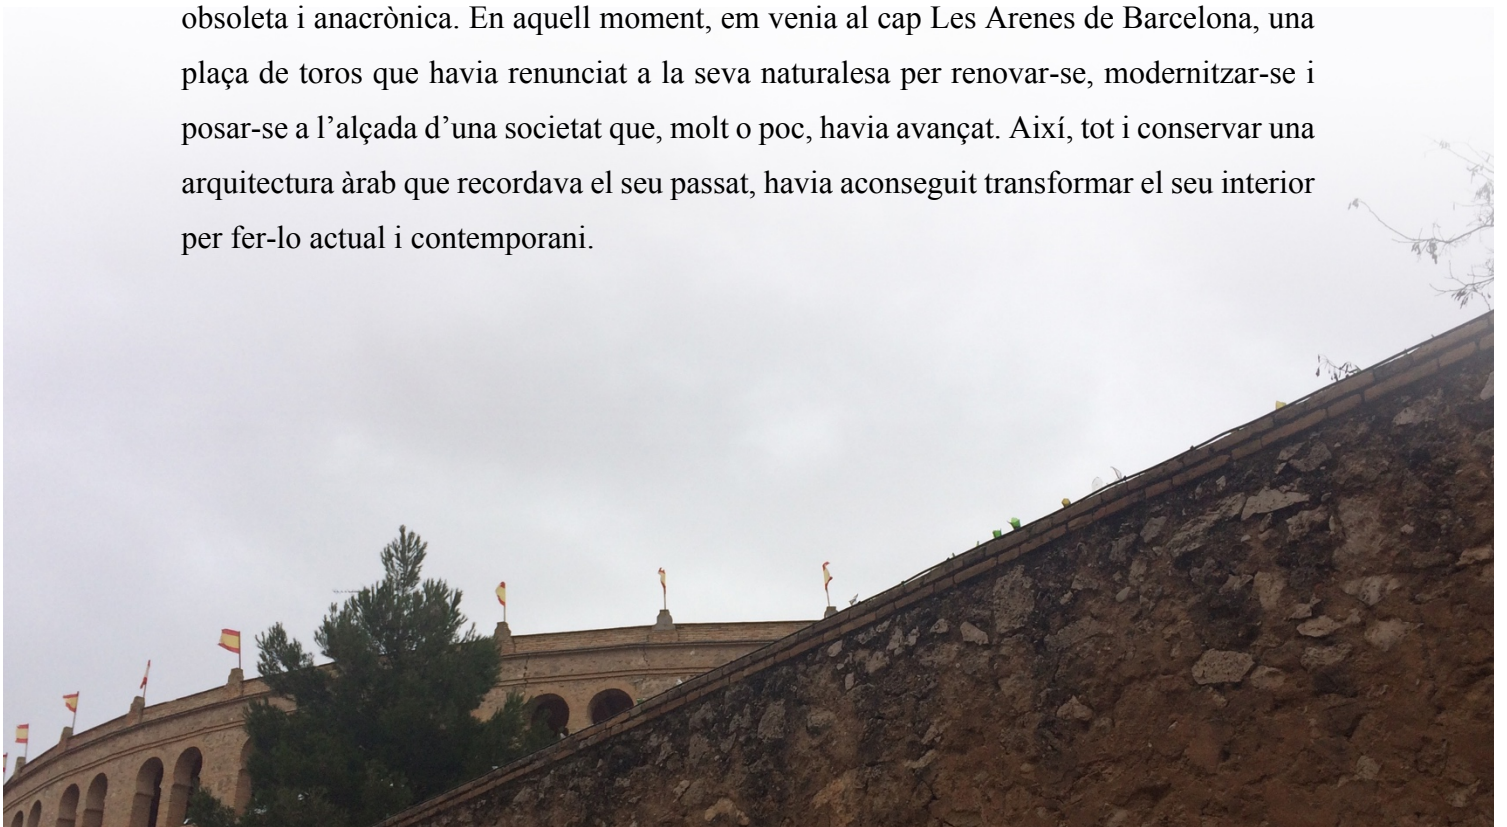 obsoleta i anacrònica. En aquell moment, em venia al cap Les Arenes de Barcelona, una
plaça de toros que havia renunciat a la seva naturalesa per renovar-se, modernitzar-se i
posar-se a l’alçada d’una societat que, molt o poc, havia avançat. Així, tot i conservar una
arquitectura àrab que recordava el seu passat, havia aconseguit transformar el seu interior
per fer-lo actual i contemporani.